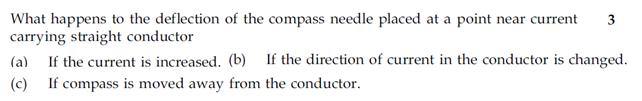 What happens to the deflection of the compass needle placed at a point near current 3
carrying straight conductor
(a) If the current is increased. (b) If the direction of current in the conductor is changed.
(c) If compass is moved away from the conductor.